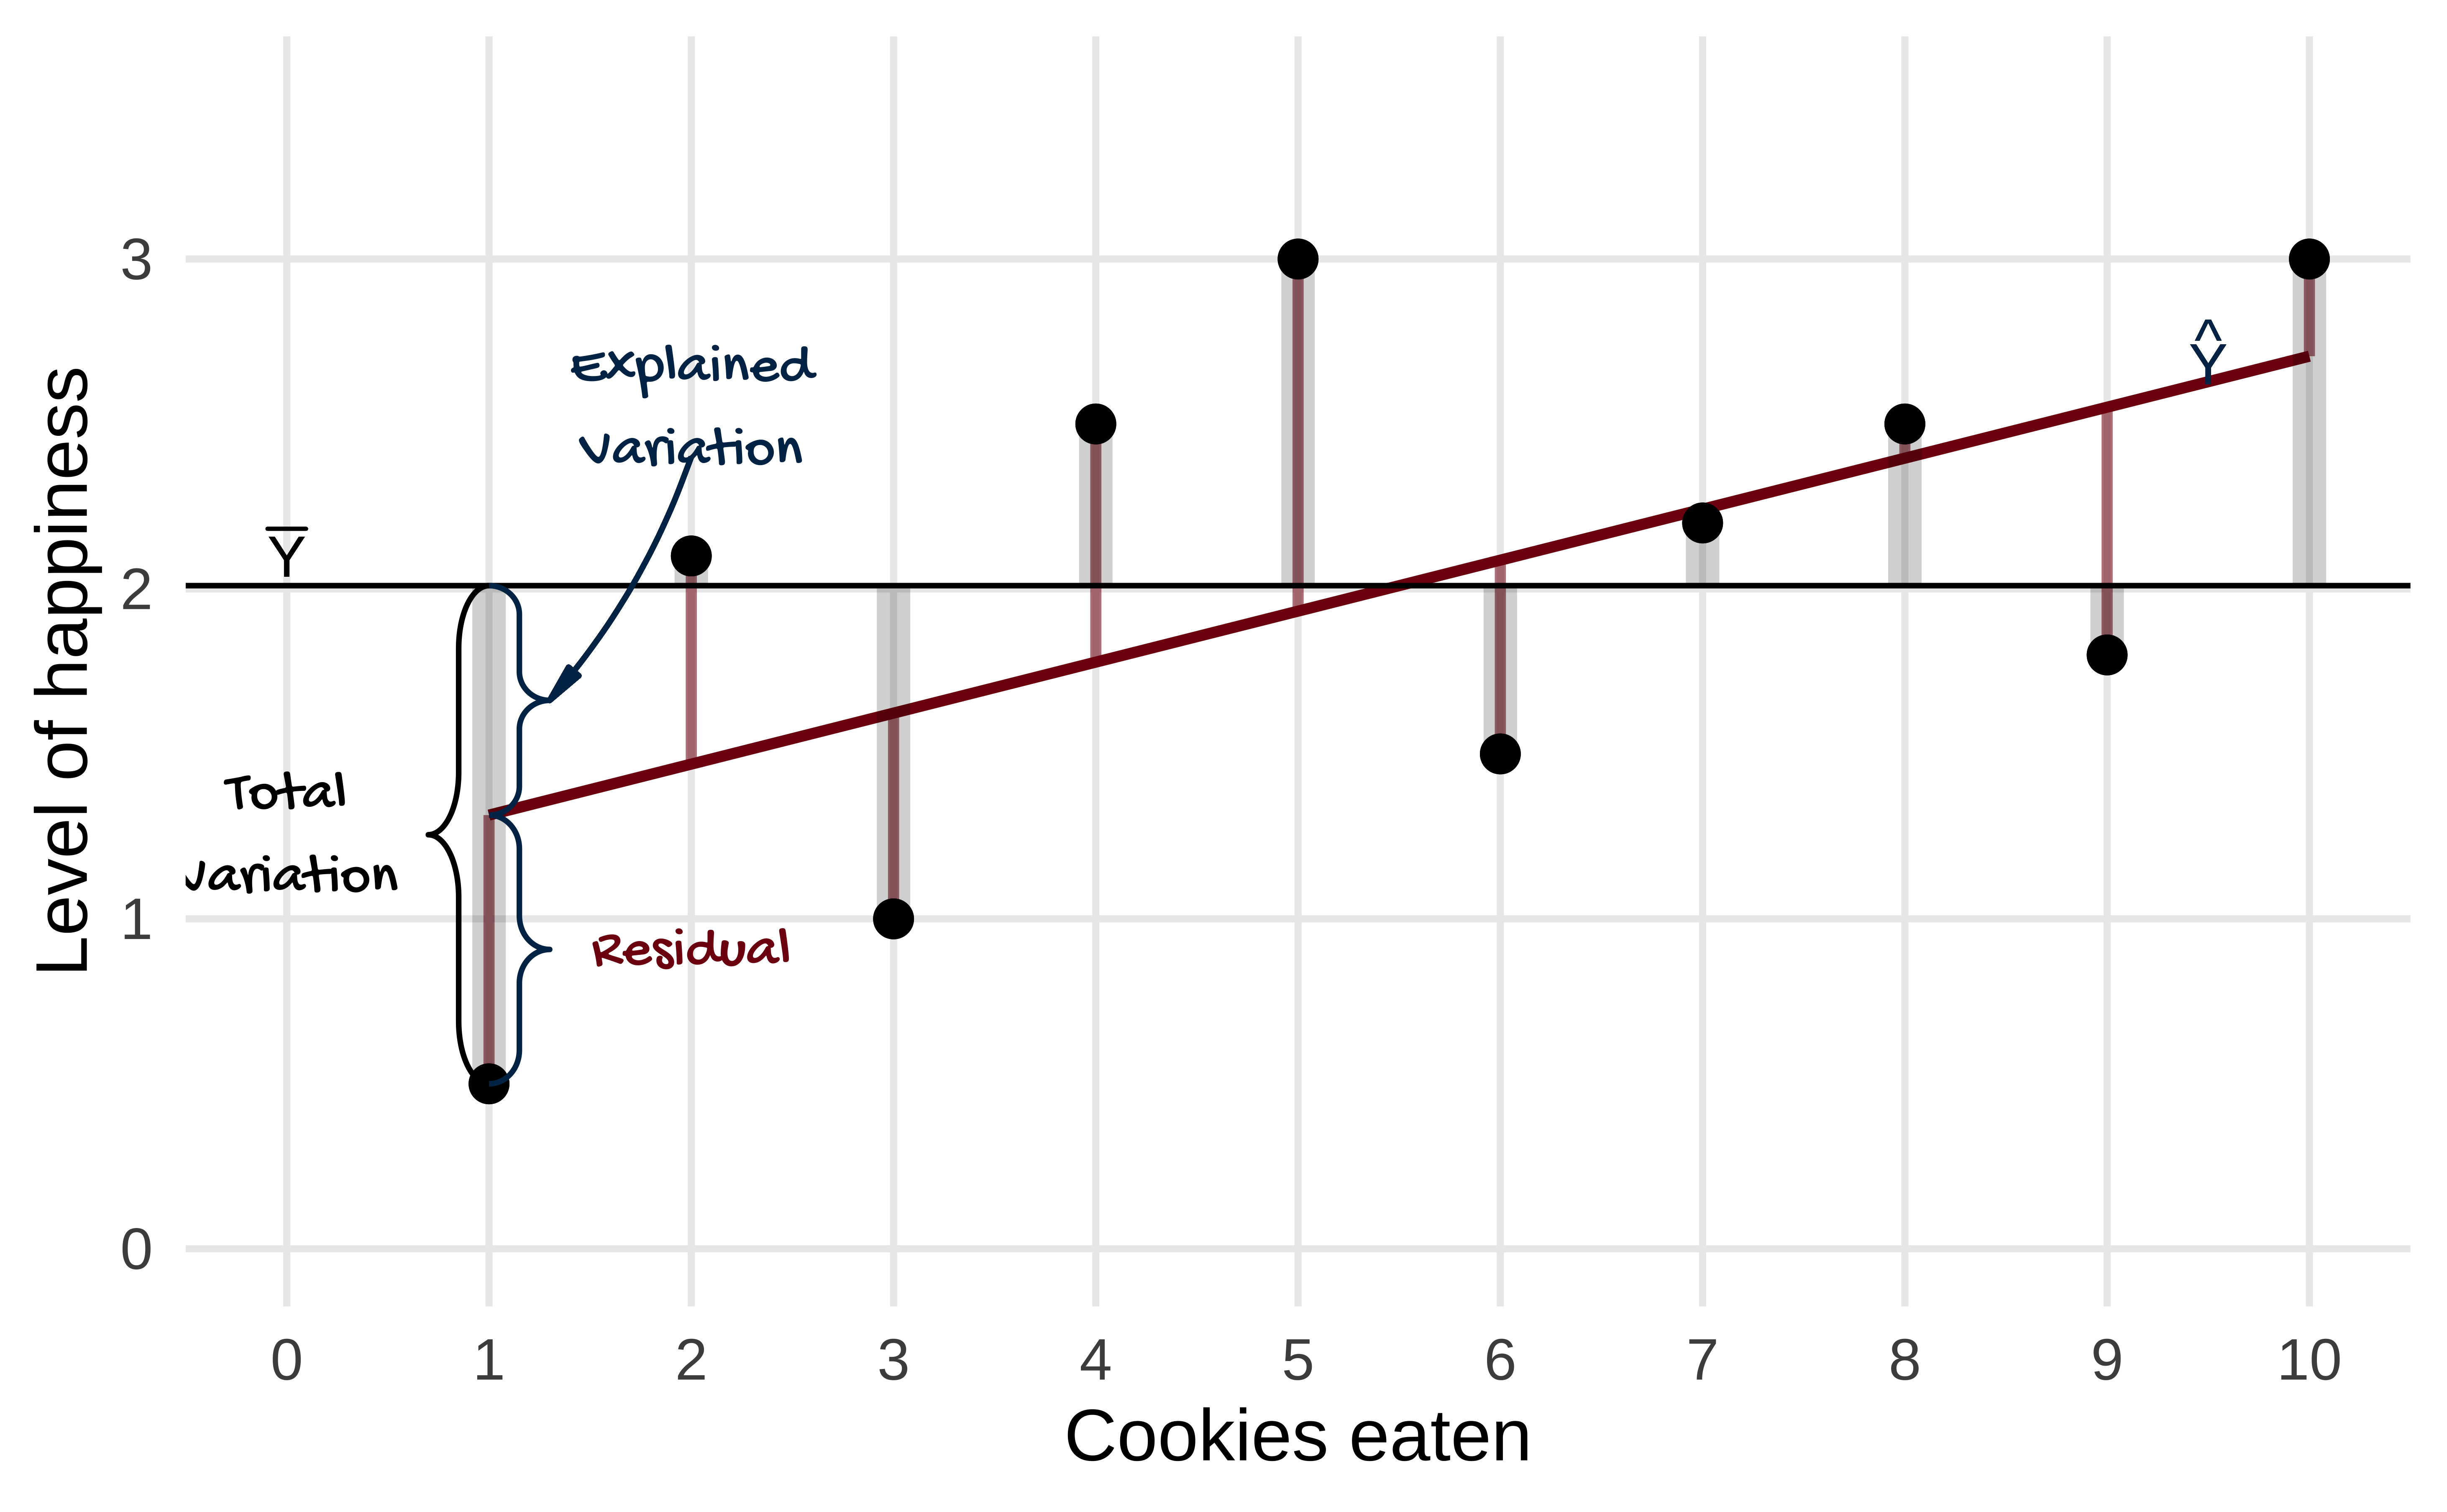 3
2
1
0
Level of happiness
Explained
Variation
Ȳ
Ŷ
Total
Variation
Residual
0 1 2 3 4 5 6 7 8 9 10
Cookies eaten